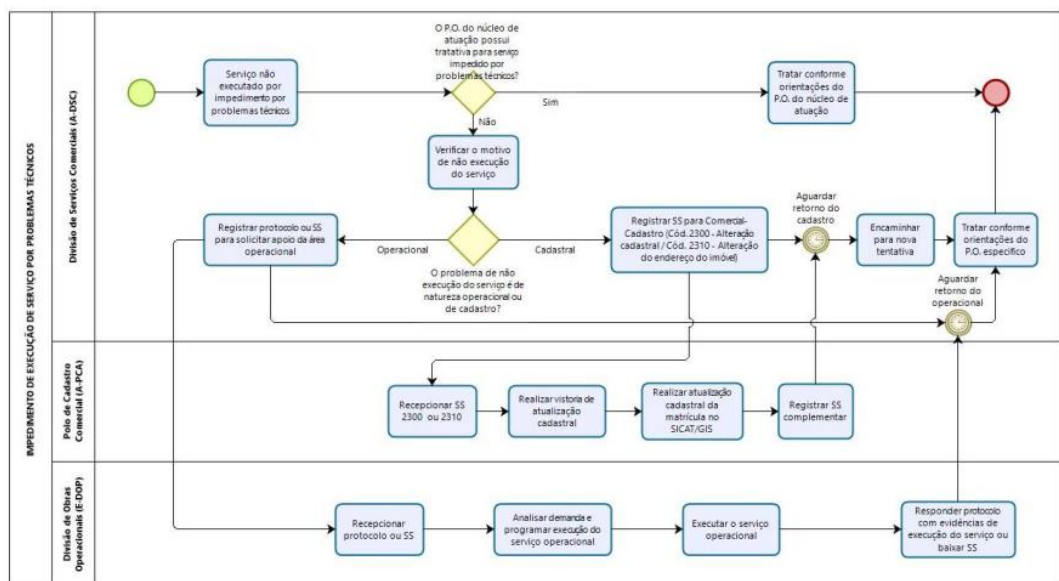 IMPEDIMENTO DE EXECUÇÃO DE SERVIÇO POR PROBLEMAS TÉCNICOS
Divisão de Serviços Comerciais (A-DSC)
O P.O. do núcleo de
atuação possui
tratativa para serviço
impedido por
problemas técnicos?
Serviço não
executado por
impedimento por
problemas técnicos
Sim
Tratar conforme
orientações do
P.O. do núcleo de
atuação
Não
Verificar o motivo
de não execução
do serviço
Registrar protocolo ou SS
para solicitar apoio da área
operacional
Operacional
Cadastral
O problema de não
execução do serviço é de
natureza operacional ou de
cadastro?
Registrar SS para Comercial-
Cadastro (Cód. 2300 - Alteração
cadastral / Cód. 2310 - Alteração
do endereço do imóvel)
Aguardar
retorno do
cadastro
Encaminhar
para nova
tentativa
Tratar conforme
orientações do
P.O. específico
Aguardar
retorno do
operacional
Polo de Cadastro
Comercial (A-PCA)
Recepcionar SS
2300 ou 2310
Realizar vistoria de
atualização
cadastral
Realizar atualização
cadastral da
matrícula no
SICAT/GIS
Registrar SS
complementar
Divisão de Obras
Operacionais (E-DOP)
Recepcionar
protocolo ou SS
Analisar demanda e
programar execução do
serviço operacional
Executar o serviço
operacional
Responder protocolo
com evidências de
execução do serviço ou
baixar SS